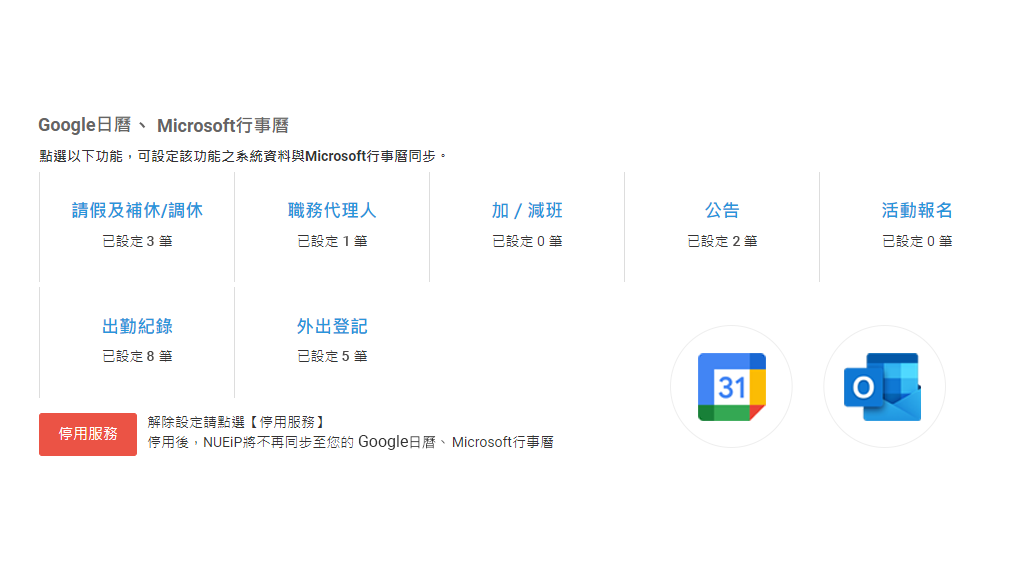 Google日曆、 Microsoft行事曆
點選以下功能，可設定該功能之系統資料與Microsoft行事曆同步。
請假及補休/調休
職務代理人
加 / 減班
公告
活動報名
已設定 3 筆
已設定 1 筆
已設定 0 筆
已設定 2 筆
已設定 0 筆
出勤紀錄
外出登記
已設定 8 筆
已設定 5 筆
31
O
停用服務
解除設定請點選【停用服務】
停用後，NUEiP將不再同步至您的 Google日曆、 Microsoft行事曆